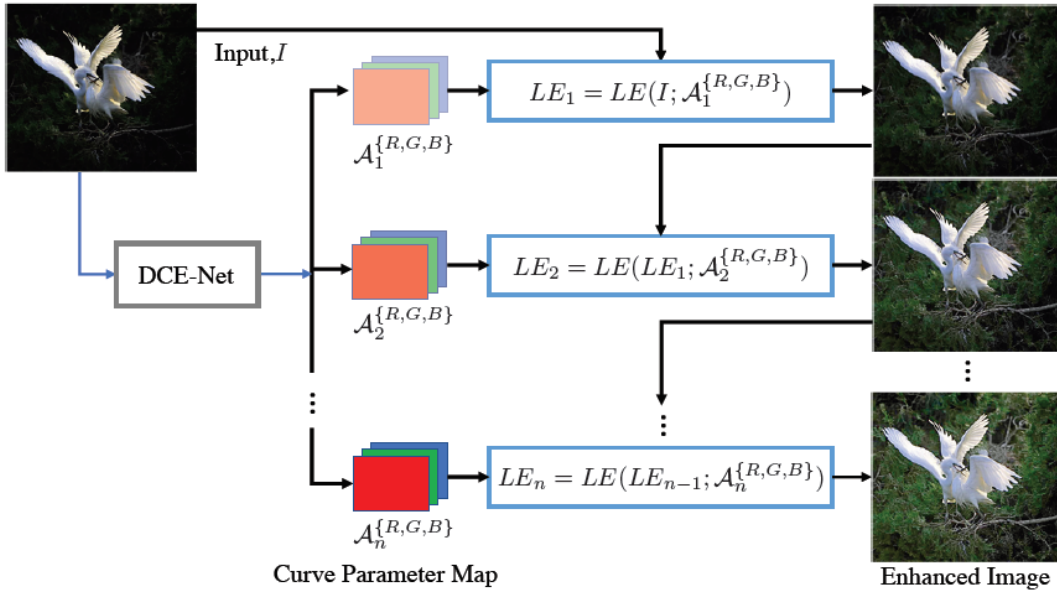 Input,I
LE₁ = LE(I; 𝒜₁^{R,G,B})
𝒜₁^{R,G,B}
DCE-Net
LE₂ = LE(LE₁; 𝒜₂^{R,G,B})
𝒜₂^{R,G,B}
...
...
...
LEₙ = LE(LEₙ₋₁; 𝒜ₙ^{R,G,B})
𝒜ₙ^{R,G,B}
Curve Parameter Map
Enhanced Image